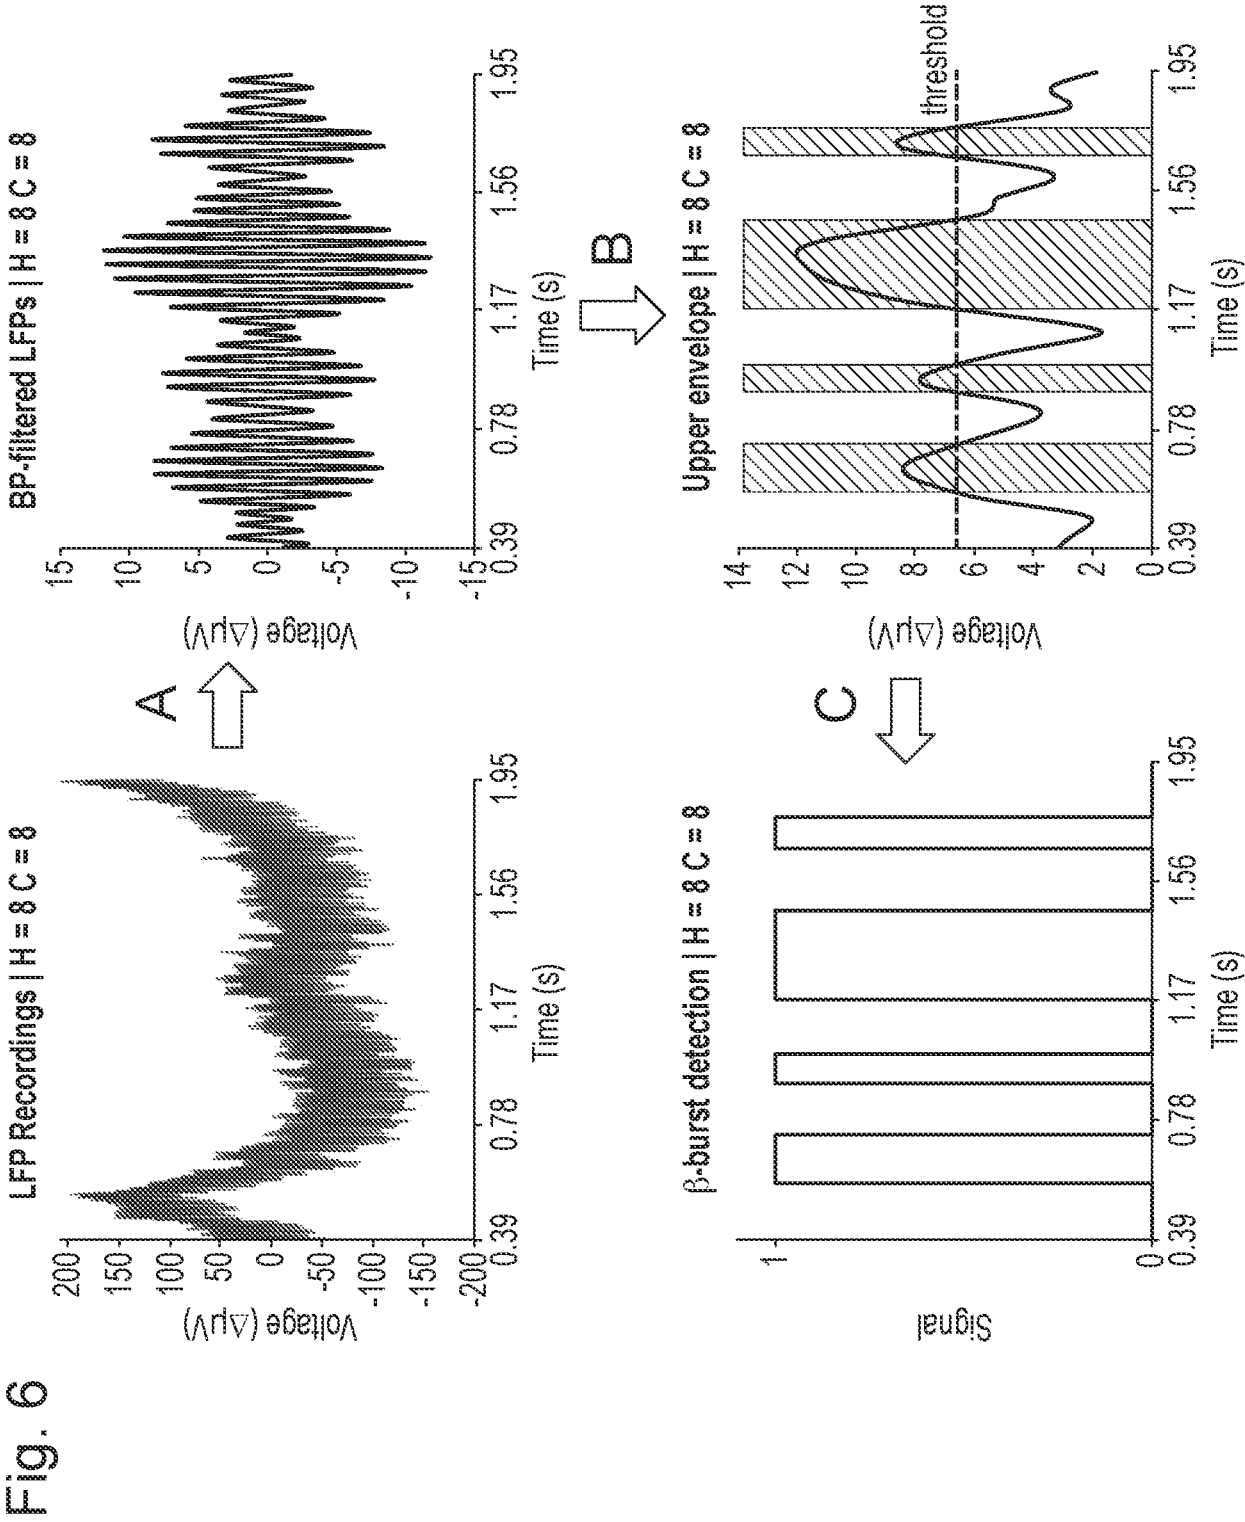 Fig. 6
LFP Recordings | H = 8 C = 8
Voltage (△μV)
200
150
100
50
0
-50
-100
-150
-200
0.39
0.78
1.17
1.56
1.95
Time (s)
A
BP-filtered LFPs | H = 8 C = 8
Voltage (△μV)
15
10
5
0
-5
-10
-15
0.39
0.78
1.17
1.56
1.95
Time (s)
B
β-burst detection | H = 8 C = 8
Signal
1
0
0.39
0.78
1.17
1.56
1.95
Time (s)
C
Upper envelope | H = 8 C = 8
Voltage (△μV)
14
12
10
8
6
4
2
0
threshold
0.39
0.78
1.17
1.56
1.95
Time (s)